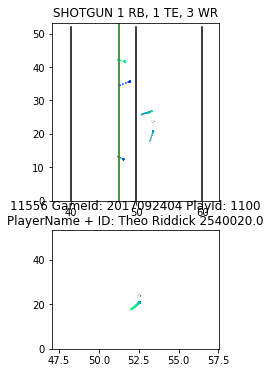 SHOTGUN 1 RB, 1 TE, 3 WR
50
40
30
20
10
0
40 50 60
11556 GameId: 2017092404 PlayId: 1100
PlayerName + ID: Theo Riddick 2540020.0
40
20
0
47.5 50.0 52.5 55.0 57.5